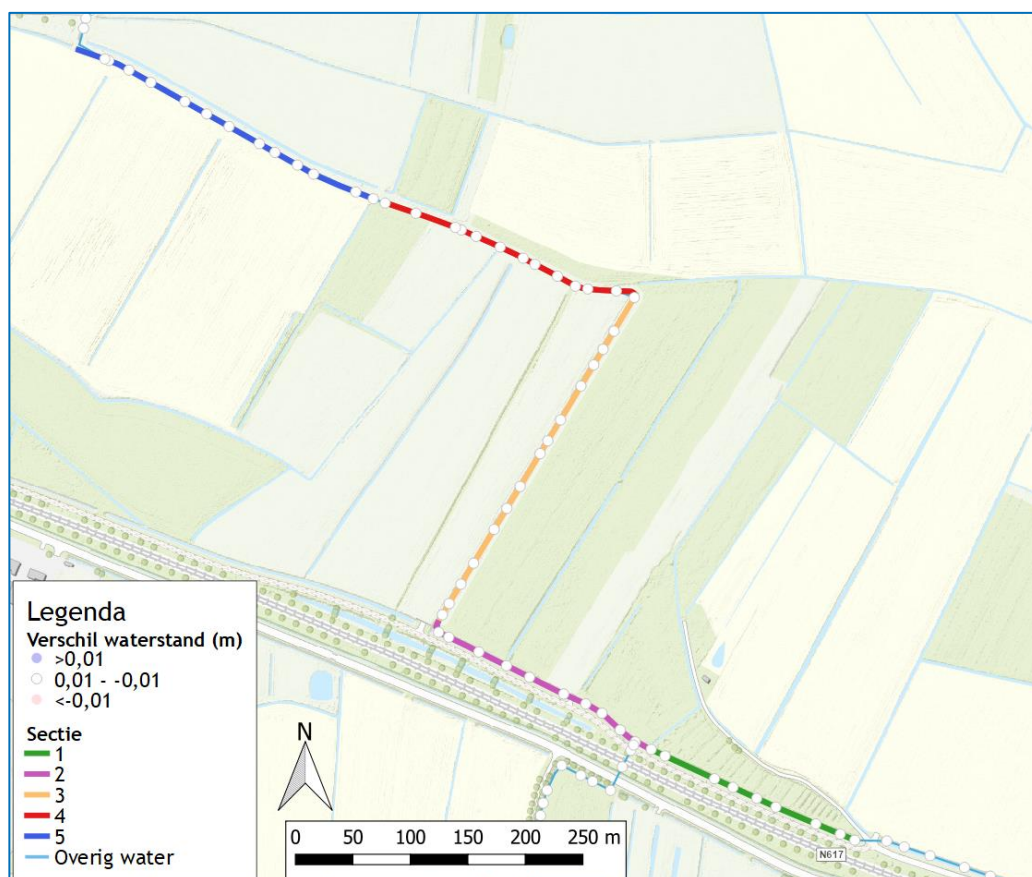 N617
Legenda
Verschil waterstand (m)
>0,01
0,01 - -0,01
<-0,01
Sectie
1
2
3
4
5
Overig water
N
0 50 100 150 200 250 m